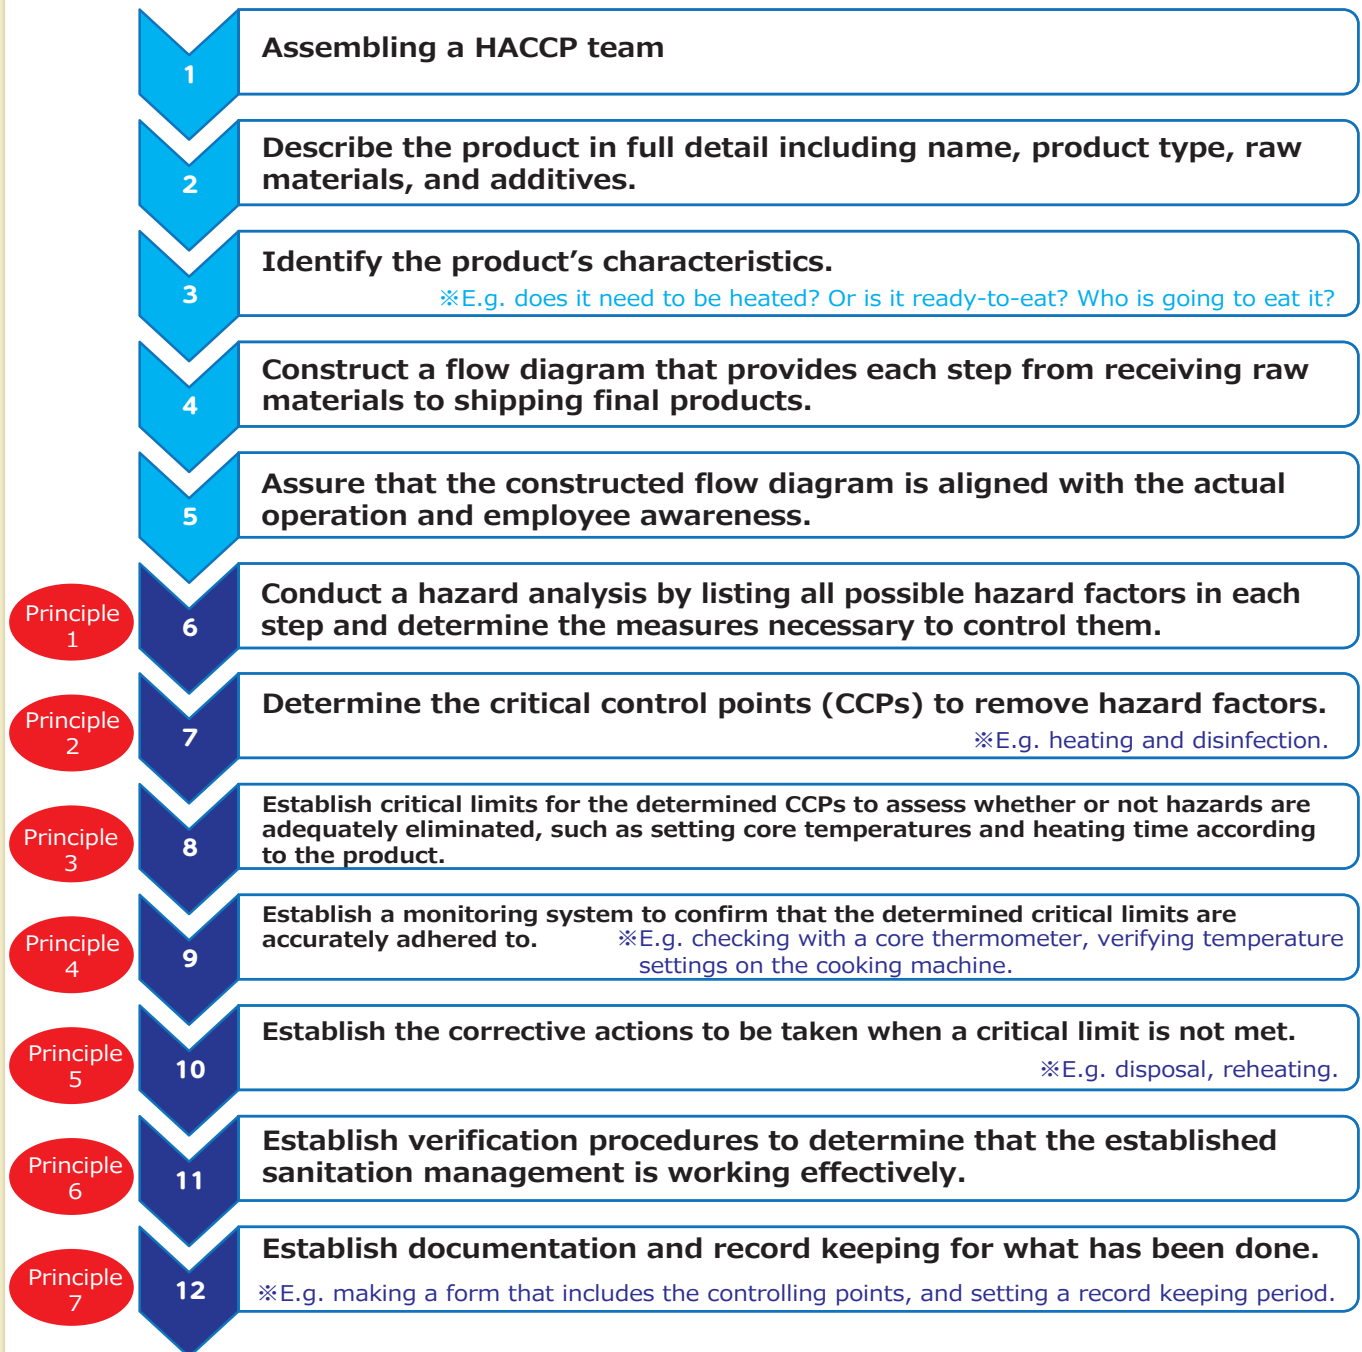 1
Assembling a HACCP team
2
Describe the product in full detail including name, product type, raw
materials, and additives.
3
Identify the product’s characteristics.
※E.g. does it need to be heated? Or is it ready-to-eat? Who is going to eat it?
4
Construct a flow diagram that provides each step from receiving raw
materials to shipping final products.
5
Assure that the constructed flow diagram is aligned with the actual
operation and employee awareness.
Principle
1
6
Conduct a hazard analysis by listing all possible hazard factors in each
step and determine the measures necessary to control them.
Principle
2
7
Determine the critical control points (CCPs) to remove hazard factors.
※E.g. heating and disinfection.
Principle
3
8
Establish critical limits for the determined CCPs to assess whether or not hazards are
adequately eliminated, such as setting core temperatures and heating time according
to the product.
Principle
4
9
Establish a monitoring system to confirm that the determined critical limits are
accurately adhered to. ※E.g. checking with a core thermometer, verifying temperature
settings on the cooking machine.
Principle
5
10
Establish the corrective actions to be taken when a critical limit is not met.
※E.g. disposal, reheating.
Principle
6
11
Establish verification procedures to determine that the established
sanitation management is working effectively.
Principle
7
12
Establish documentation and record keeping for what has been done.
※E.g. making a form that includes the controlling points, and setting a record keeping period.